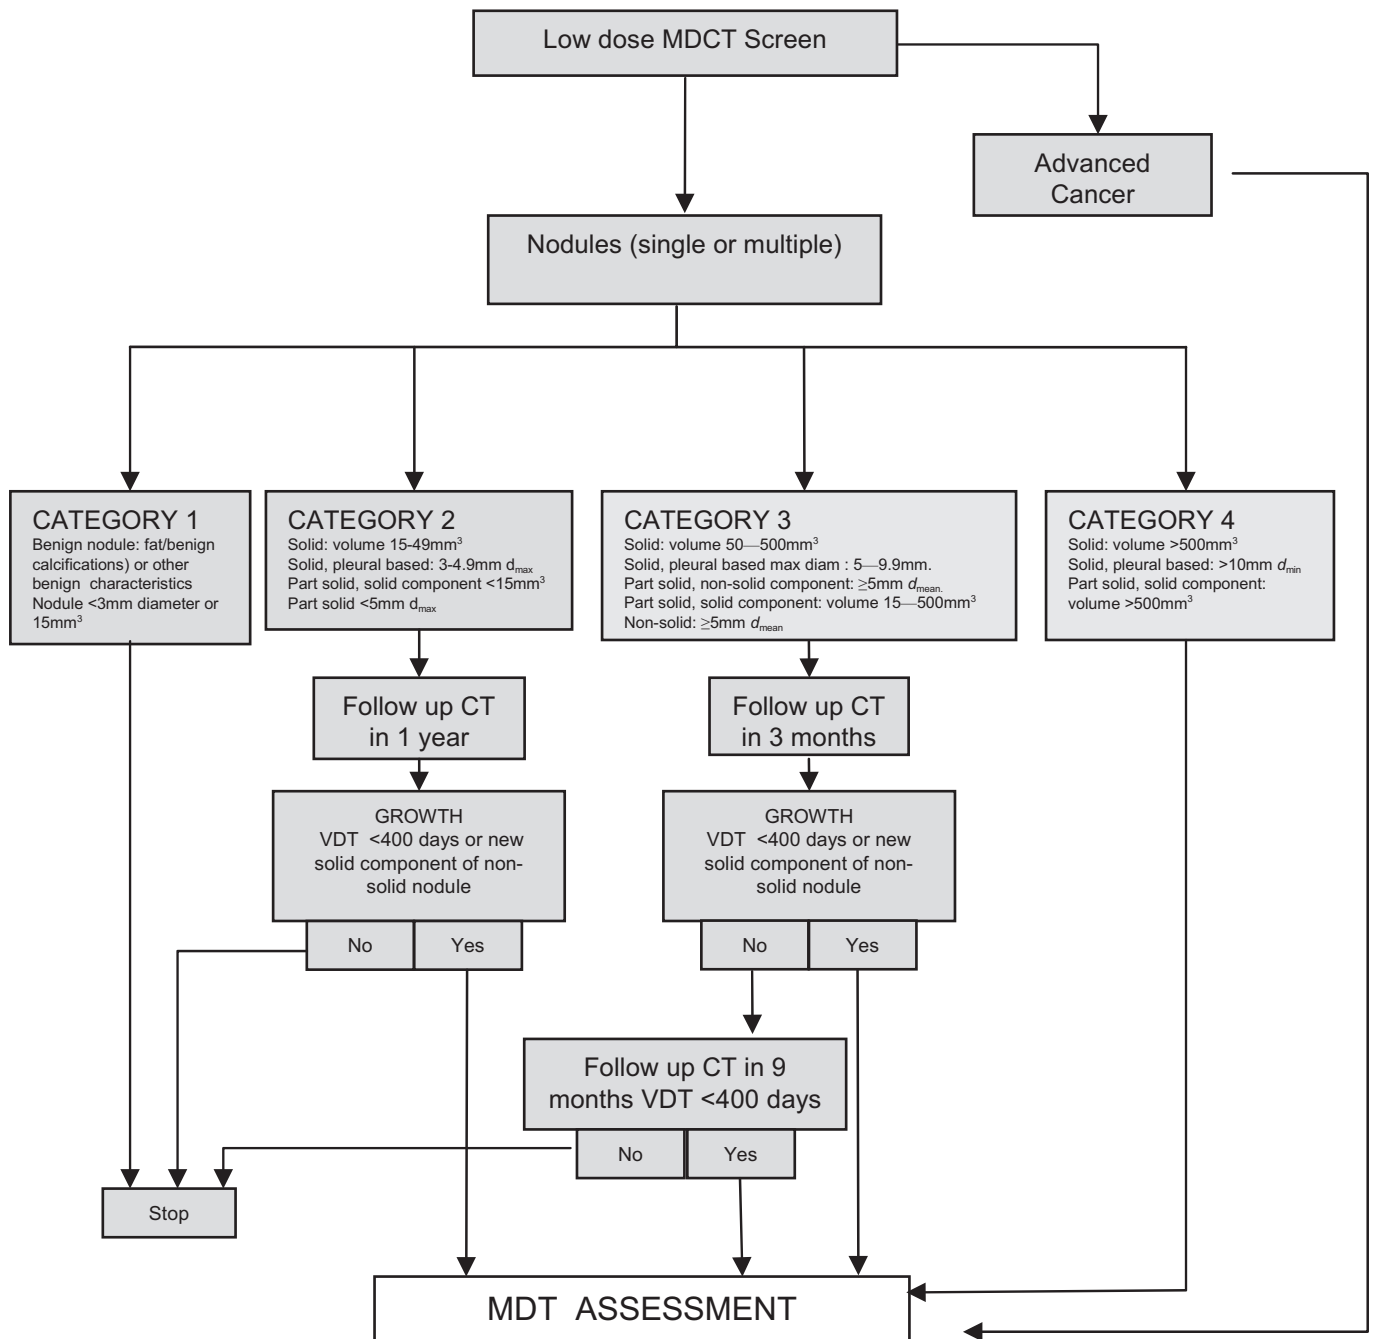 Low dose MDCT Screen
Advanced
Cancer
Nodules (single or multiple)
CATEGORY 1
Benign nodule: fat/benign
calcifications) or other
benign characteristics
Nodule <3mm diameter or
15mm³
CATEGORY 2
Solid: volume 15-49mm³
Solid, pleural based: 3-4.9mm dmax
Part solid, solid component <15mm³
Part solid <5mm dmax
CATEGORY 3
Solid: volume 50—500mm³
Solid, pleural based max diam : 5—9.9mm.
Part solid, non-solid component: ≥5mm dmean.
Part solid, solid component: volume 15—500mm³
Non-solid: ≥5mm dmean
CATEGORY 4
Solid: volume >500mm³
Solid, pleural based: >10mm dmin
Part solid, solid component:
volume >500mm³
Follow up CT
in 1 year
Follow up CT
in 3 months
GROWTH
VDT <400 days or new
solid component of non-
solid nodule
No
Yes
GROWTH
VDT <400 days or new
solid component of non-
solid nodule
No
Yes
Follow up CT in 9
months VDT <400 days
No
Yes
Stop
MDT ASSESSMENT